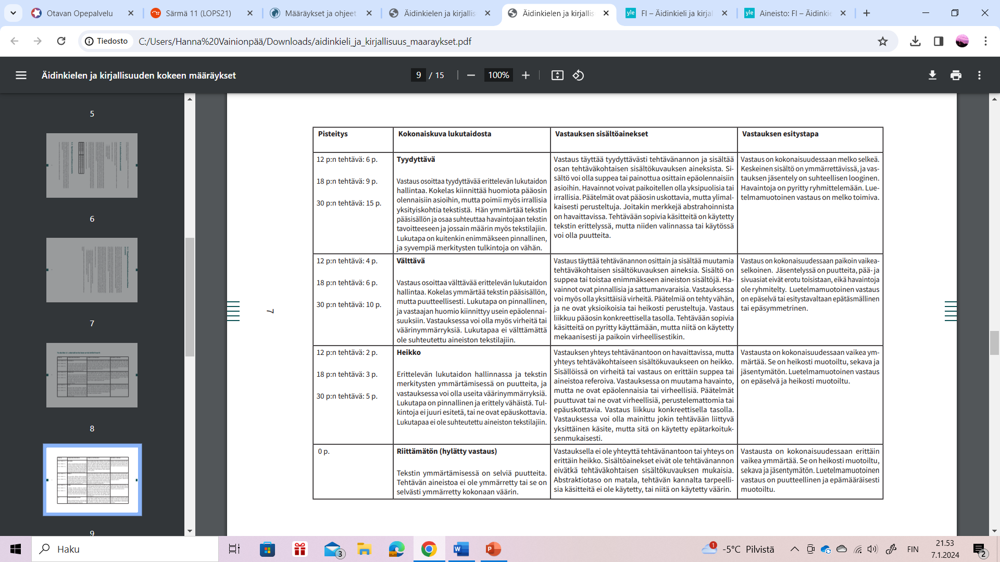 Otavan Opepalvelu
Särmä 11 (LOPS21)
Määräykset ja ohjeet
Äidinkielen ja kirjallis
Äidinkielen ja kirjallis
yle
FI – Äidinkieli ja kirjal
yle
Aineisto: FI – Äidinkie
Tiedosto
C:/Users/Hanna%20Vainionpää/Downloads/aidinkieli_ja_kirjallisuus_maaraykset.pdf
Äidinkielen ja kirjallisuuden kokeen määräykset
9 / 15
100%
5
6
7
8
9
7
Pisteitys
Kokonaiskuva lukutaidosta
Vastauksen sisältöainekset
Vastauksen esitystapa
12 p:n tehtävä: 6 p.
18 p:n tehtävä: 9 p.
30 p:n tehtävä: 15 p.
Tyydyttävä
Vastaus osoittaa tyydyttävää erittelevän lukutaidon
hallintaa. Kokelas kiinnittää huomiota pääosin
olennaisiin asioihin, mutta poimii myös irrallisia
yksityiskohtia tekstistä. Hän ymmärtää tekstin
pääsisällön ja osaa suhteuttaa havaintojaan tekstin
tavoitteeseen ja jossain määrin myös tekstilajiin.
Lukutapa on kuitenkin enimmäkseen pinnallinen,
ja syvempiä merkitysten tulkintoja on vähän.
Vastaus täyttää tyydyttävästi tehtävänannon ja sisältää
osan tehtäväkohtaisen sisältökuvauksen aineksista. Si-
sältö voi olla suppea tai painottua osittain epäolennaisiin
asioihin. Havainnot voivat paikoitellen olla yksipuolisia tai
irrallisia. Päätelmät ovat pääosin uskottavia, mutta ylimal-
kaisesti perusteltuja. Joitakin merkkejä abstrahoinnista
on havaittavissa. Tehtävään sopivia käsitteitä on käytetty
tekstin erittelyssä, mutta niiden valinnassa tai käytössä
voi olla puutteita.
Vastaus on kokonaisuudessaan melko selkeä.
Keskeinen sisältö on ymmärrettävissä, ja vas-
tauksen jäsentely on suhteellisen looginen.
Havaintoja on pyritty ryhmittelemään. Lue-
telmamuotoinen vastaus on melko toimiva.
12 p:n tehtävä: 4 p.
18 p:n tehtävä: 6 p.
30 p:n tehtävä: 10 p.
Välttävä
Vastaus osoittaa välttävää erittelevän lukutaidon
hallintaa. Kokelas ymmärtää tekstin pääsisällön,
mutta puutteellisesti. Lukutapa on pinnallinen,
ja vastaajan huomio kiinnittyy usein epäolennai-
suuksiin. Vastauksessa voi olla myös virheitä tai
väärinymmärryksiä. Lukutapaa ei välttämättä
ole suhteutettu aineiston tekstilajiin.
Vastaus täyttää tehtävänannon osittain ja sisältää muutamia
tehtäväkohtaisen sisältökuvauksen aineksia. Sisältö on
suppea tai toistaa enimmäkseen aineiston sisältöjä. Ha-
vainnot ovat pinnallisia ja sattumanvaraisia. Vastauksessa
voi myös olla yksittäisiä virheitä. Päätelmiä on tehty vähän,
ja ne ovat yksioikoisia tai heikosti perusteltuja. Vastaus
liikkuu pääosin konkreettisella tasolla. Tehtävään sopivia
käsitteitä on pyritty käyttämään, mutta niitä on käytetty
mekaanisesti ja paikoin virheellisestikin.
Vastaus on kokonaisuudessaan paikoin vaikea-
selkoinen. Jäsentelyssä on puutteita, pää- ja
sivuasiat eivät erotu toisistaan, eikä havaintoja
ole ryhmitelty. Luetelmamuotoinen vastaus
on epäselvä tai esitystavaltaan epätäsmällinen
tai epäsymmetrinen.
12 p:n tehtävä: 2 p.
18 p:n tehtävä: 3 p.
30 p:n tehtävä: 5 p.
Heikko
Erittelevän lukutaidon hallinnassa ja tekstin
merkitysten ymmärtämisessä on puutteita, ja
vastauksessa voi olla useita väärinymmärryksiä.
Lukutapa on pinnallinen ja erittely vähäistä. Tul-
kintoja ei juuri esitetä, tai ne ovat epäuskottavia.
Lukutapaa ei ole suhteutettu aineiston tekstilajiin.
Vastauksen yhteys tehtävänantoon on havaittavissa, mutta
yhteys tehtäväkohtaiseen sisältökuvaukseen on heikko.
Sisällöissä on virheitä tai vastaus on erittäin suppea tai
aineistoa referoiva. Vastauksessa on muutama havainto,
mutta ne ovat epäolennaisia tai virheellisiä. Päätelmät
puuttuvat tai ne ovat virheellisiä, perustelemattomia tai
epäuskottavia. Vastaus liikkuu konkreettisella tasolla.
Vastauksessa voi olla mainittu jokin tehtävään liittyvä
yksittäinen käsite, mutta sitä on käytetty epätarkoituk-
senmukaisesti.
Vastausta on kokonaisuudessaan vaikea ym-
märtää. Se on heikosti muotoiltu, sekava ja
jäsentymätön. Luetelmamuotoinen vastaus
on epäselvä ja heikosti muotoiltu.
0 p.
Riittämätön (hylätty vastaus)
Tekstin ymmärtämisessä on selviä puutteita.
Tehtävän aineistoa ei ole ymmärretty tai se on
selvästi ymmärretty kokonaan väärin.
Vastauksella ei ole yhteyttä tehtävänantoon tai yhteys on
erittäin heikko. Sisältöainekset eivät ole tehtävänannon
eivätkä tehtäväkohtaisen sisältökuvauksen mukaisia.
Abstraktiotaso on matala, tehtävän kannalta tarpeelli-
sia käsitteitä ei ole käytetty, tai niitä on käytetty väärin.
Vastausta on kokonaisuudessaan erittäin
vaikea ymmärtää. Se on heikosti muotoiltu,
sekava ja jäsentymätön. Luetelmamuotoinen
vastaus on puutteellinen ja epämääräisesti
muotoiltu.
Haku
3
W
P
1
-5°C Pilvistä
FIN
21.53
7.1.2024
2